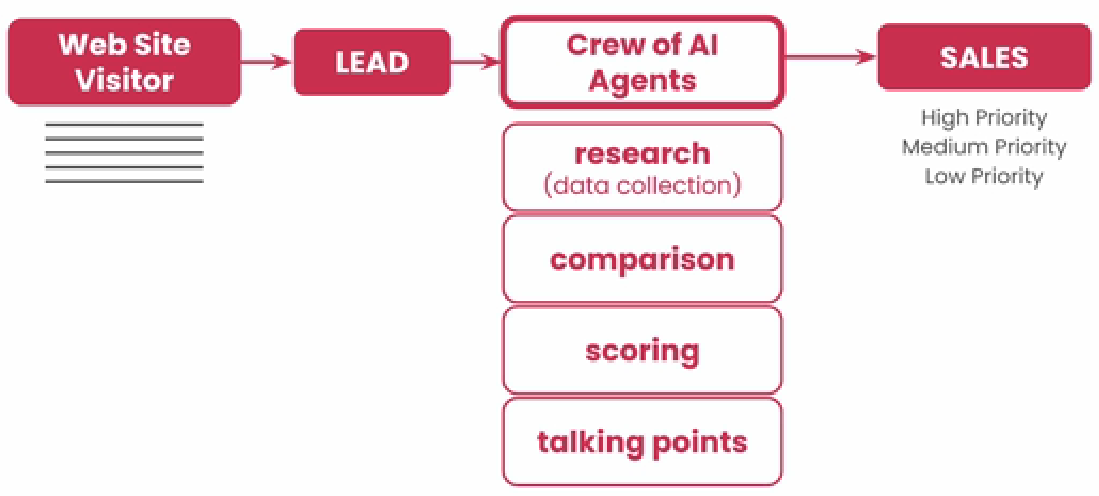 Web Site
Visitor
LEAD
Crew of AI
Agents
SALES
High Priority
Medium Priority
Low Priority
research
(data collection)
comparison
scoring
talking points